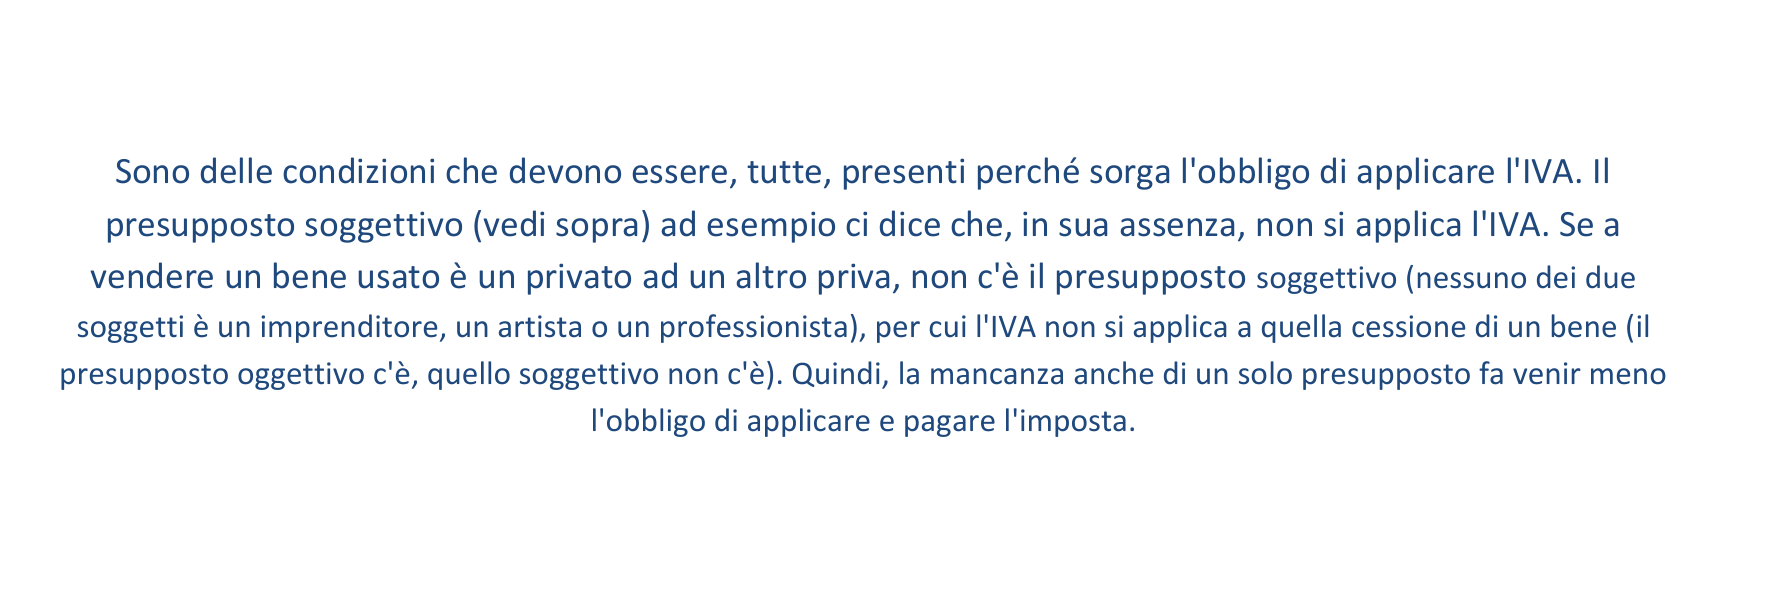 Sono delle condizioni che devono essere, tutte, presenti perché sorga l'obbligo di applicare l'IVA. Il
presupposto soggettivo (vedi sopra) ad esempio ci dice che, in sua assenza, non si applica l'IVA. Se a
vendere un bene usato è un privato ad un altro priva, non c'è il presupposto soggettivo (nessuno dei due
soggetti è un imprenditore, un artista o un professionista), per cui l'IVA non si applica a quella cessione di un bene (il
presupposto oggettivo c'è, quello soggettivo non c'è). Quindi, la mancanza anche di un solo presupposto fa venir meno
l'obbligo di applicare e pagare l'imposta.